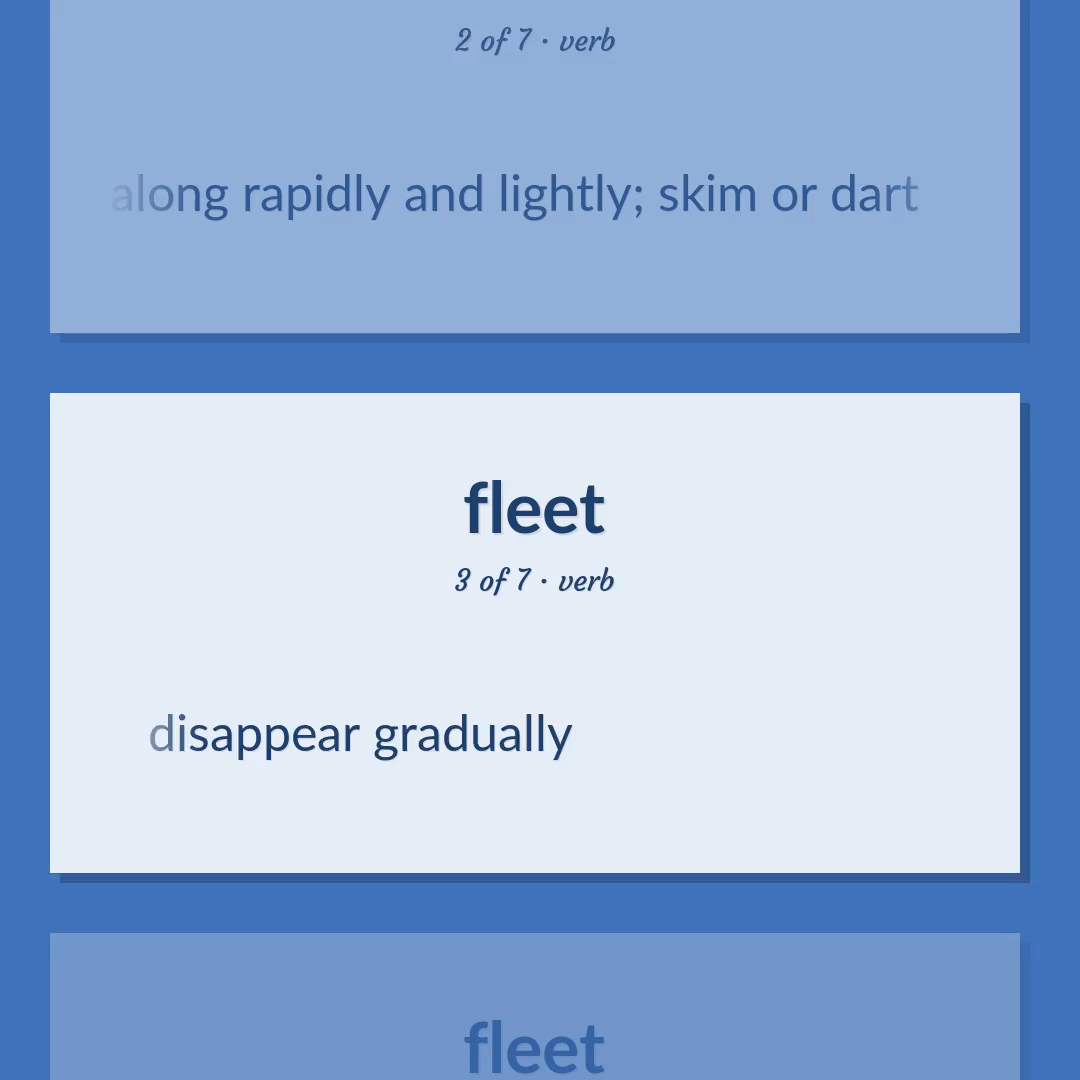 2 of 7 · verb
along rapidly and lightly; skim or dart
fleet
3 of 7 · verb
disappear gradually
fleet